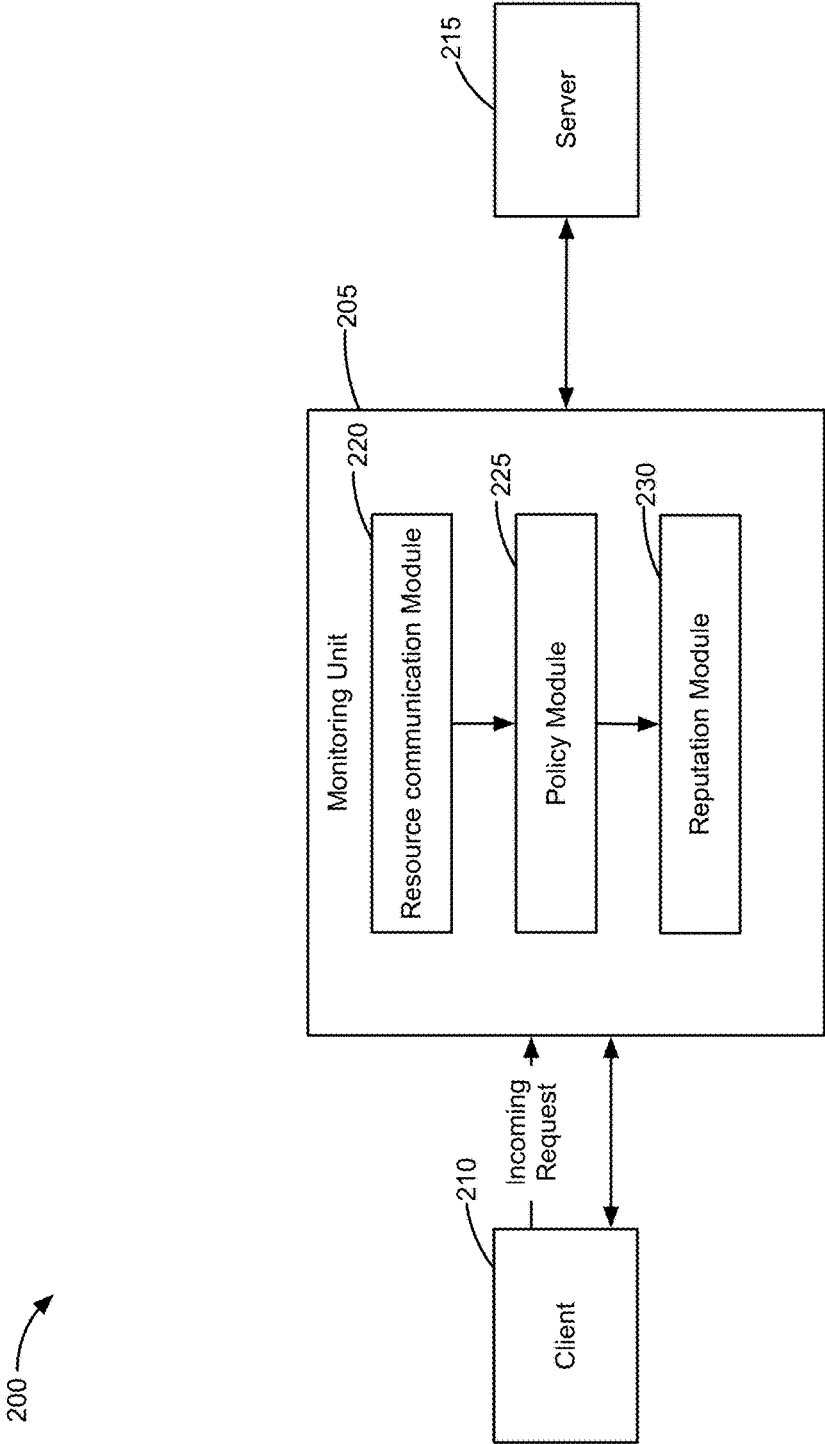 200
Client
210
Incoming
Request
205
Monitoring Unit
220
Resource communication Module
225
Policy Module
230
Reputation Module
215
Server